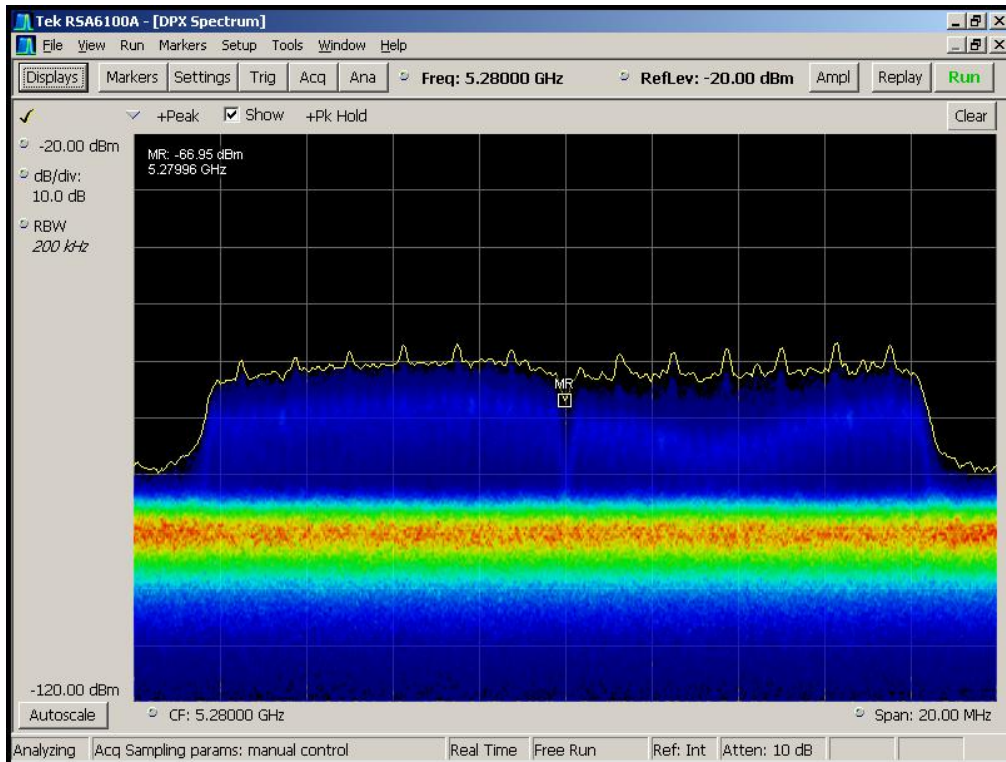 Tek RSA6100A - [DPX Spectrum]
File View Run Markers Setup Tools Window Help
Displays Markers Settings Trig Acq Ana Freq: 5.28000 GHz RefLev: -20.00 dBm Ampl Replay Run
+Peak Show +Pk Hold Clear
-20.00 dBm
dB/div:
10.0 dB
RBW
200 kHz
MR: -66.95 dBm
5.27996 GHz
MR
-120.00 dBm
Autoscale CF: 5.28000 GHz Span: 20.00 MHz
Analyzing Acq Sampling params: manual control Real Time Free Run Ref: Int Atten: 10 dB